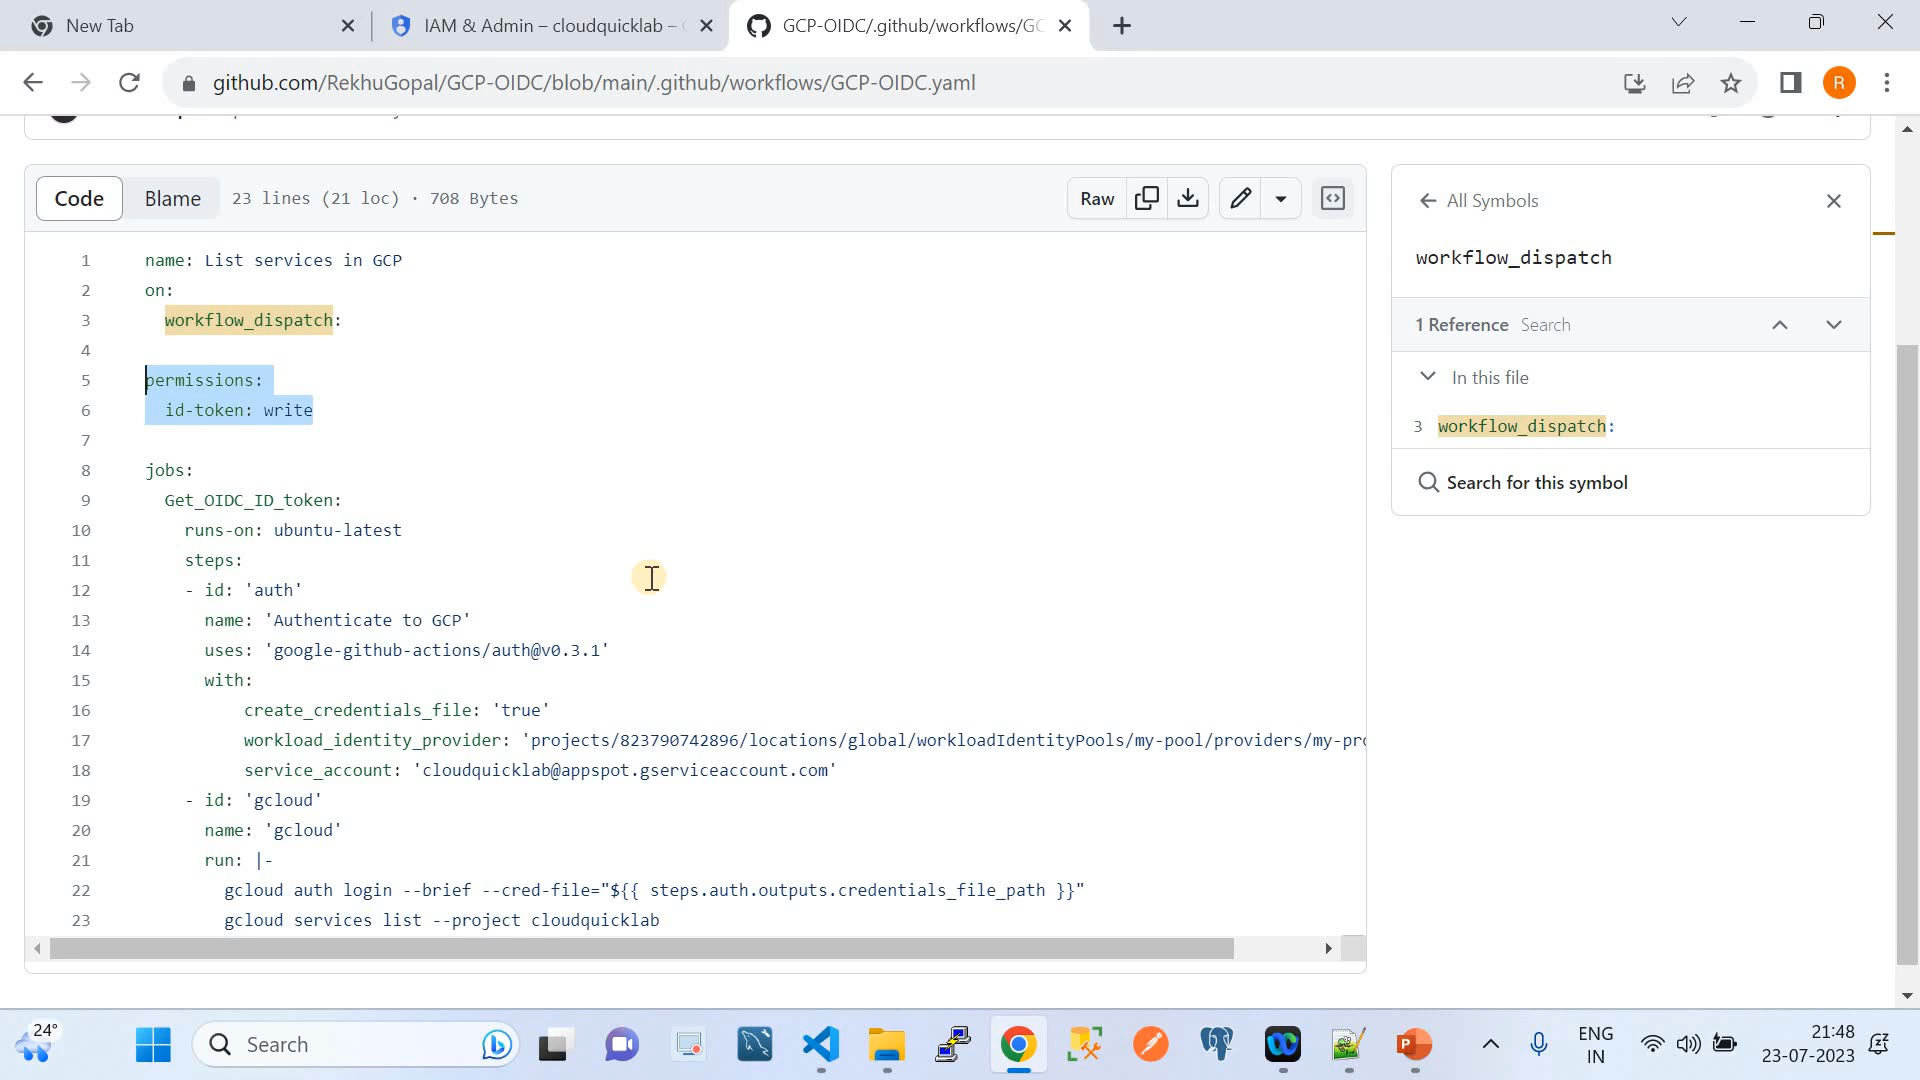 New Tab
IAM & Admin – cloudquicklab –
GCP-OIDC/.github/workflows/GC
github.com/RekhuGopal/GCP-OIDC/blob/main/.github/workflows/GCP-OIDC.yaml
R
Code
Blame
23 lines (21 loc) · 708 Bytes
Raw
1 name: List services in GCP
2 on:
3 workflow_dispatch:
4
5 permissions:
6 id-token: write
7
8 jobs:
9 Get_OIDC_ID_token:
10 runs-on: ubuntu-latest
11 steps:
12 - id: 'auth'
13 name: 'Authenticate to GCP'
14 uses: 'google-github-actions/auth@v0.3.1'
15 with:
16 create_credentials_file: 'true'
17 workload_identity_provider: 'projects/823790742896/locations/global/workloadIdentityPools/my-pool/providers/my-pro
18 service_account: 'cloudquicklab@appspot.gserviceaccount.com'
19 - id: 'gcloud'
20 name: 'gcloud'
21 run: |-
22 gcloud auth login --brief --cred-file="${{ steps.auth.outputs.credentials_file_path }}"
23 gcloud services list --project cloudquicklab
All Symbols
workflow_dispatch
1 Reference Search
In this file
3 workflow_dispatch:
Search for this symbol
24°
Search
ENG
IN
21:48
23-07-2023